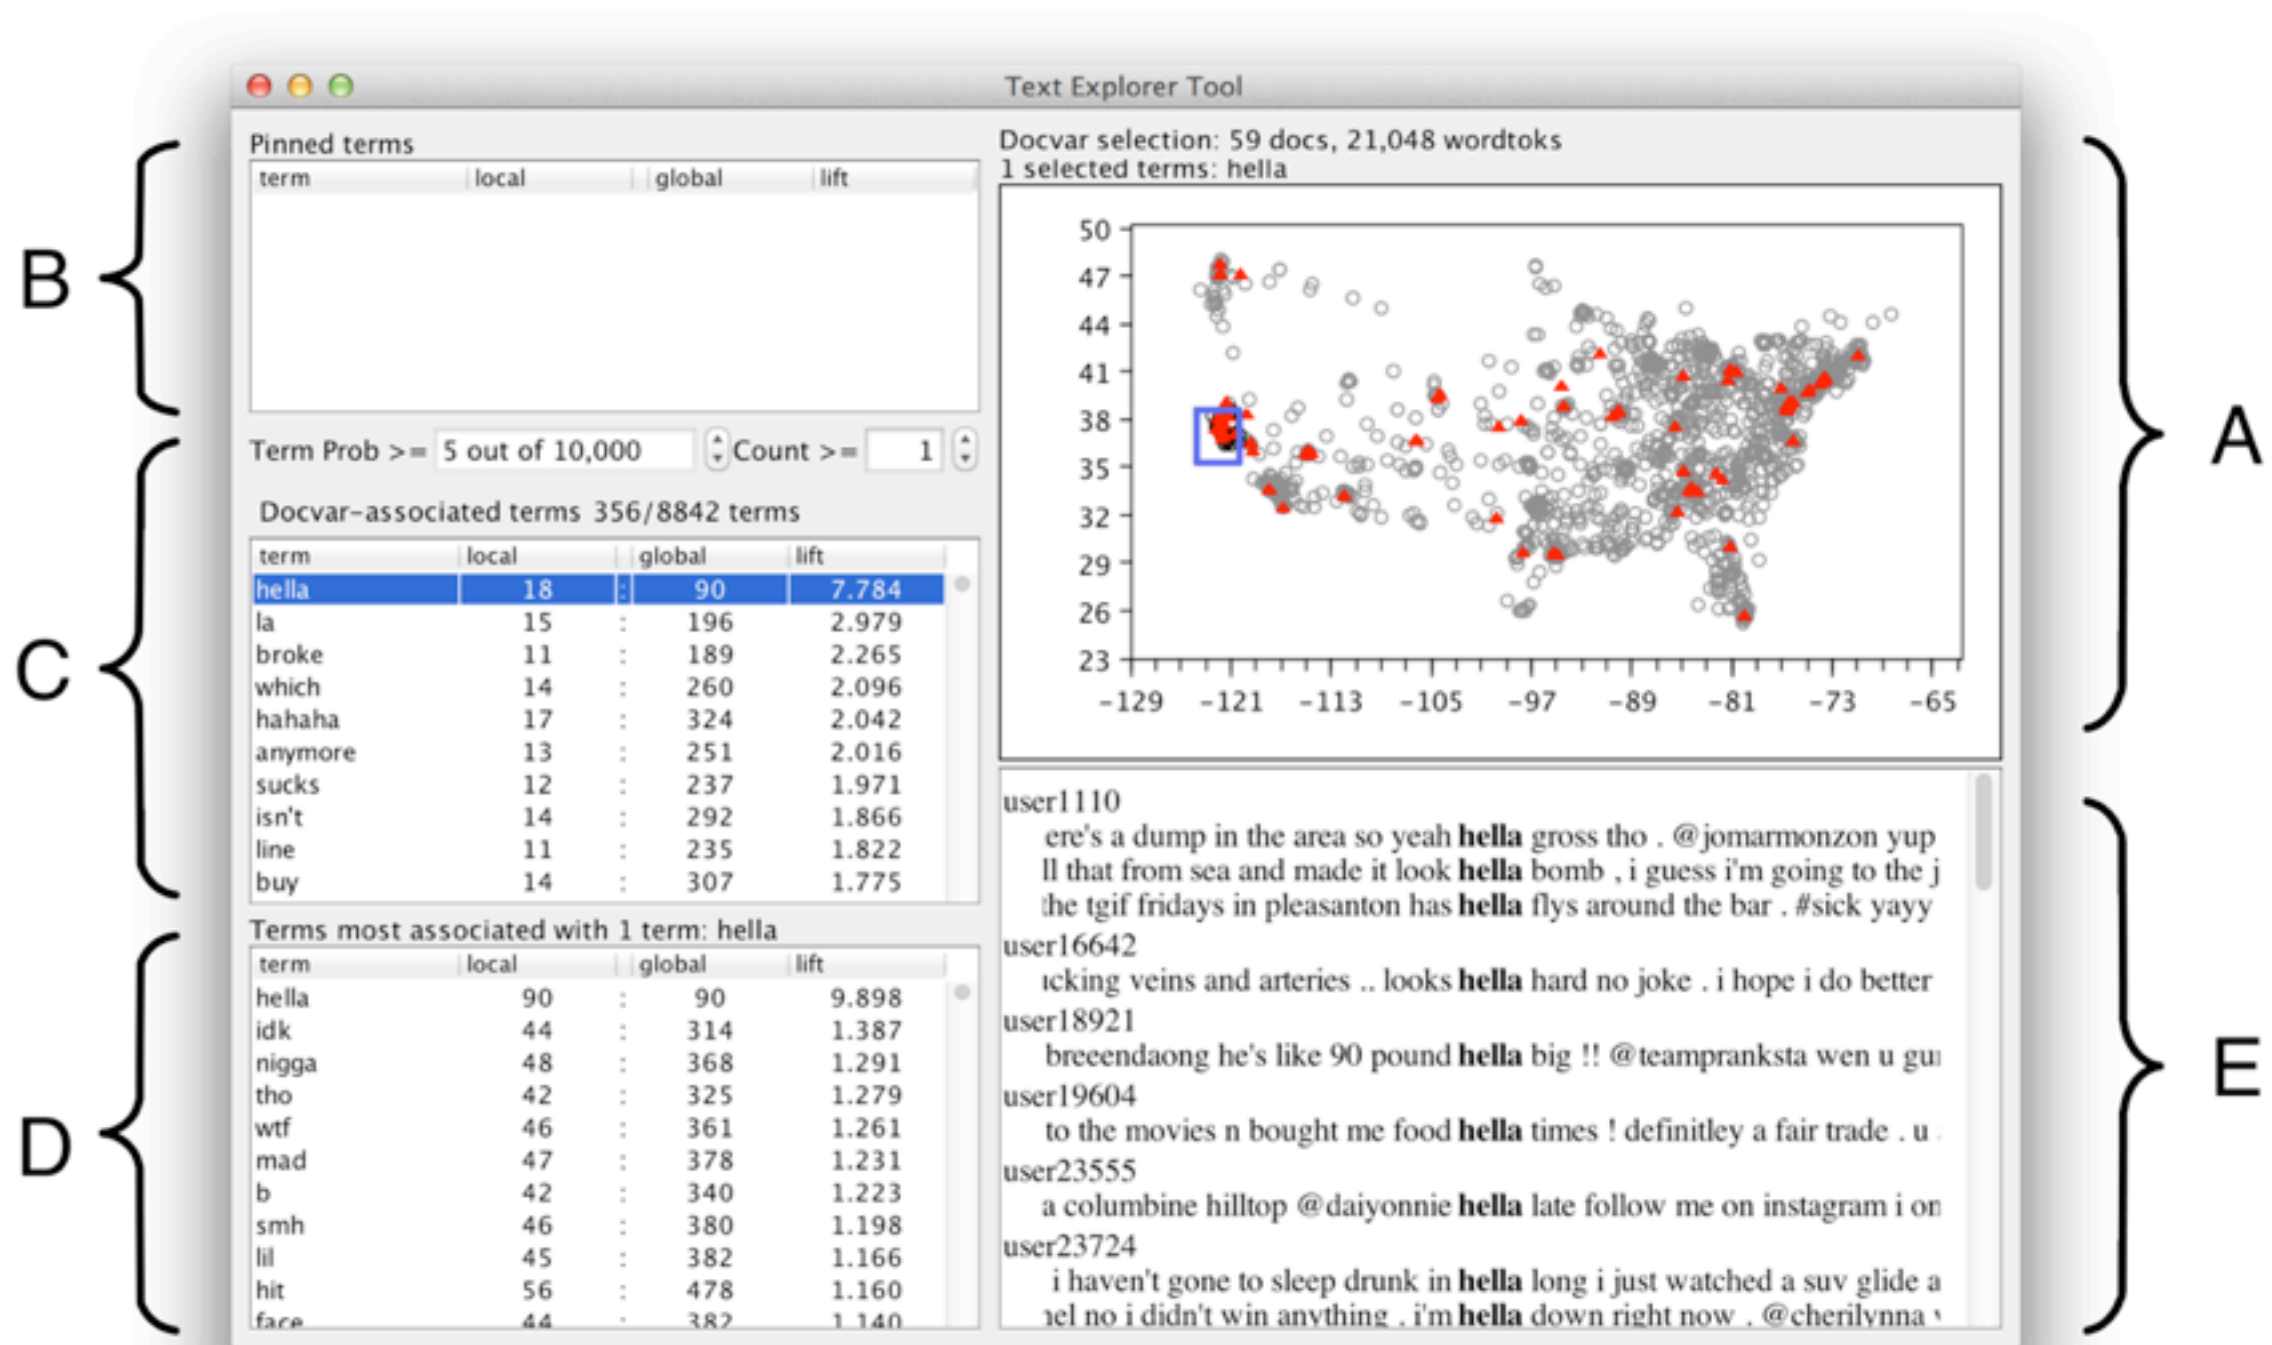 Text Explorer Tool
B
Pinned terms
term local global lift
C
Term Prob >= 5 out of 10,000 Count >= 1
Docvar-associated terms 356/8842 terms
term local global lift
hella 18 : 90 7.784
la 15 : 196 2.979
broke 11 : 189 2.265
which 14 : 260 2.096
hahaha 17 : 324 2.042
anymore 13 : 251 2.016
sucks 12 : 237 1.971
isn't 14 : 292 1.866
line 11 : 235 1.822
buy 14 : 307 1.775
D
Terms most associated with 1 term: hella
term local global lift
hella 90 : 90 9.898
idk 44 : 314 1.387
nigga 48 : 368 1.291
tho 42 : 325 1.279
wtf 46 : 361 1.261
mad 47 : 378 1.231
b 42 : 340 1.223
smh 46 : 380 1.198
lil 45 : 382 1.166
hit 56 : 478 1.160
face 44 : 382 1.140
A
Docvar selection: 59 docs, 21,048 wordtoks
1 selected terms: hella
50
47
44
41
38
35
32
29
26
23
-129 -121 -113 -105 -97 -89 -81 -73 -65
E
user1110
ere's a dump in the area so yeah hella gross tho . @jomarmonzon yup
ll that from sea and made it look hella bomb , i guess i'm going to the j
the tgif fridays in pleasanton has hella flys around the bar . #sick yayy
user16642
ucking veins and arteries .. looks hella hard no joke . i hope i do better
user18921
breeendaong he's like 90 pound hella big !! @teampranksta wen u
user19604
to the movies n bought me food hella times ! definitley a fair trade . u
user23555
a columbine hilltop @daiyonnie hella late follow me on instagram i on
user23724
i haven't gone to sleep drunk in hella long i just watched a suv glide a
no i didn't win anything . i'm hella down right now . @cherilynna